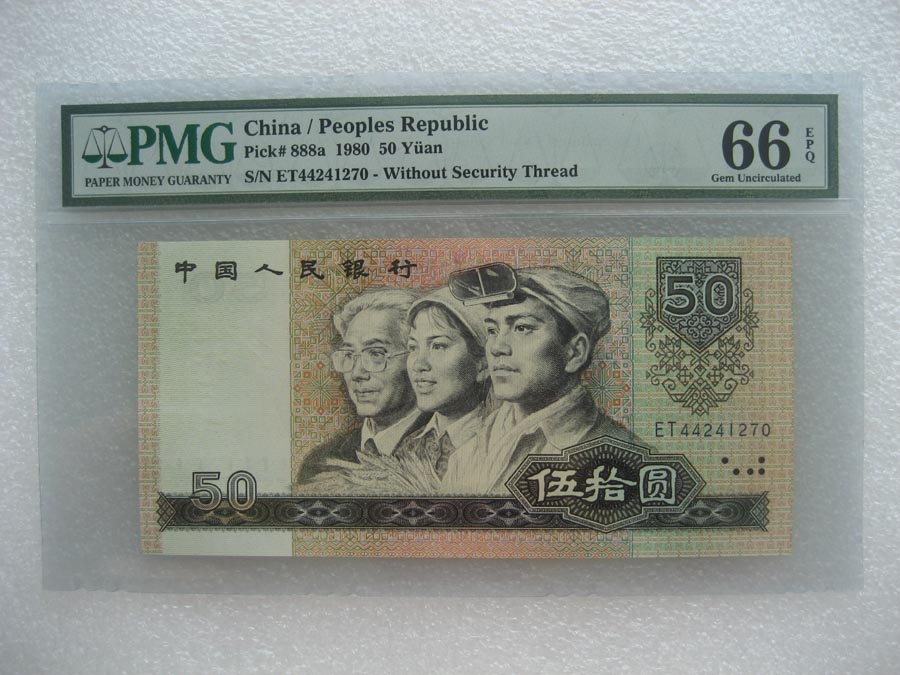 PMG
PAPER MONEY GUARANTY
China / Peoples Republic
Pick# 888a 1980 50 Yüan
S/N ET44241270 - Without Security Thread
66 EPQ
Gem Uncirculated
中国人民银行
50
ET44241270
50
伍拾圆